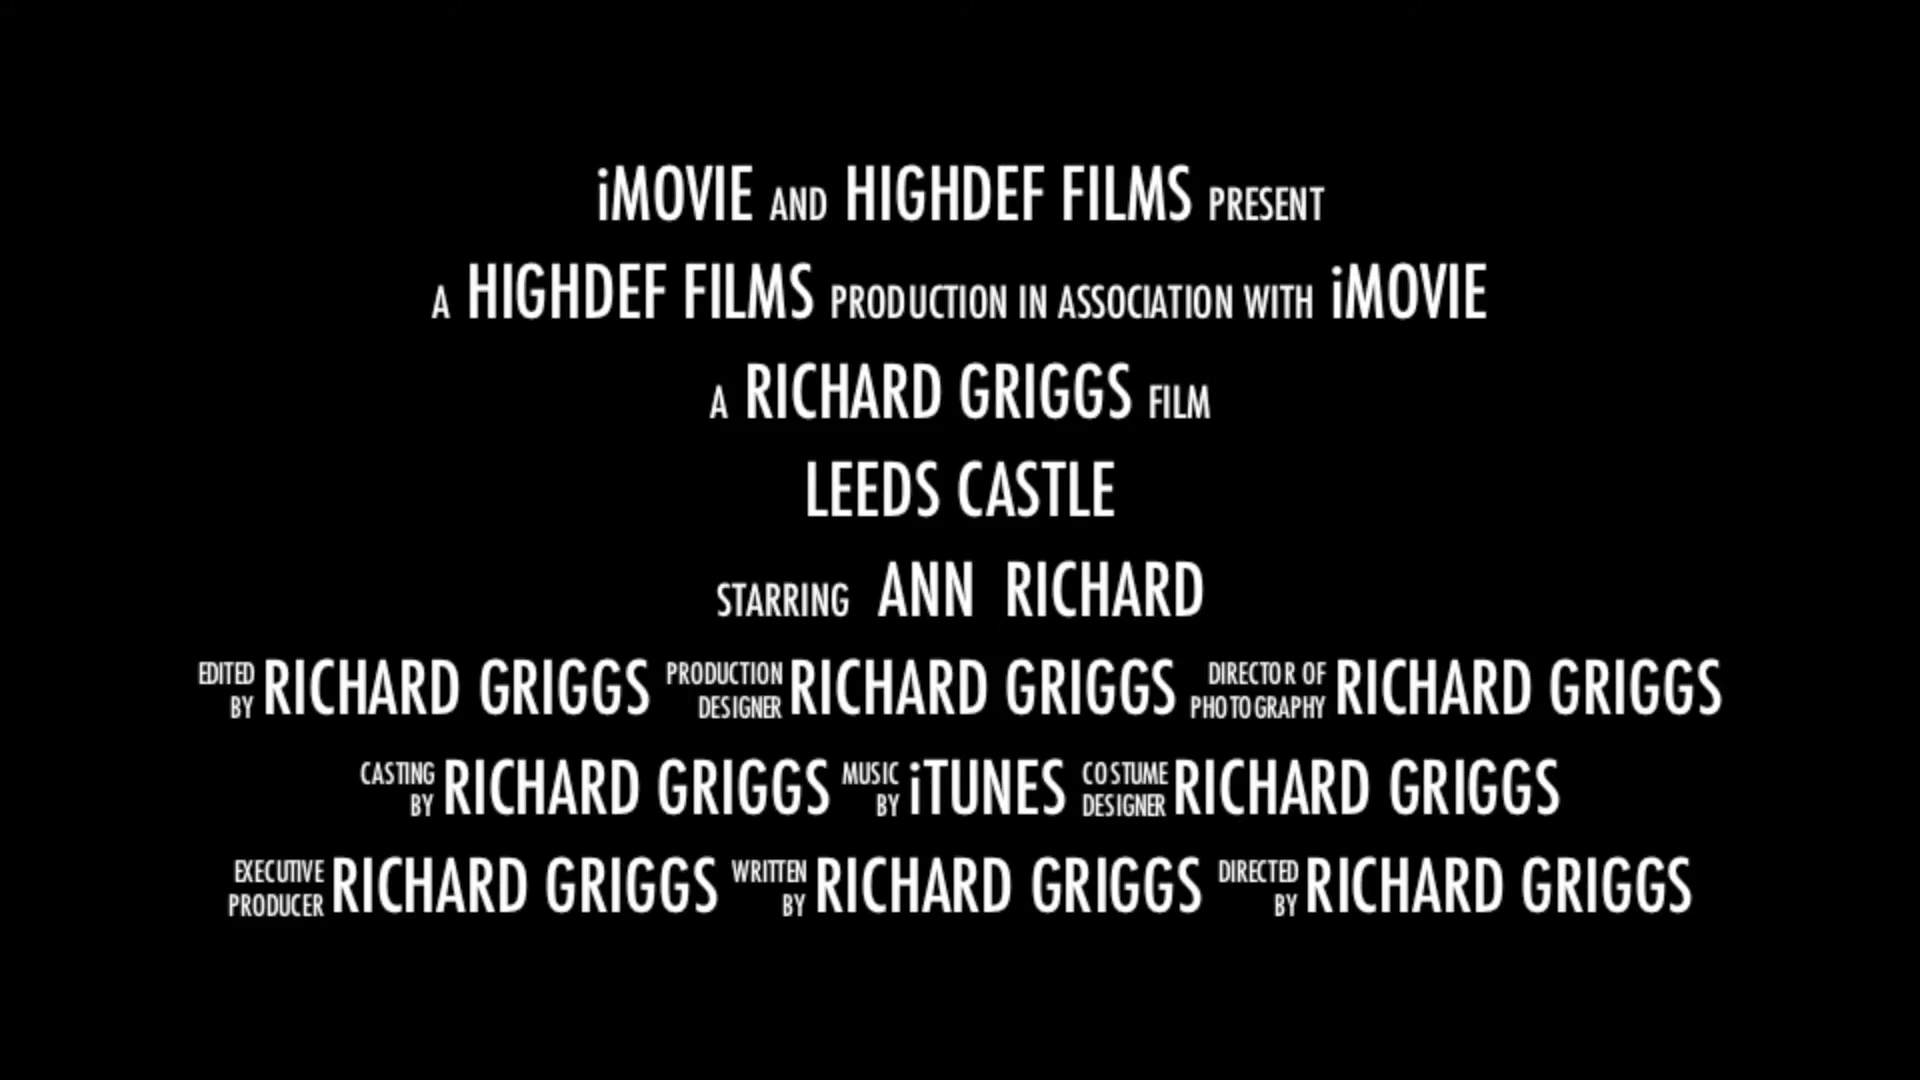 iMOVIE AND HIGHDEF FILMS PRESENT
A HIGHDEF FILMS PRODUCTION IN ASSOCIATION WITH iMOVIE
A RICHARD GRIGGS FILM
LEEDS CASTLE
STARRING ANN RICHARD
EDITED BY RICHARD GRIGGS PRODUCTION DESIGNER RICHARD GRIGGS DIRECTOR OF PHOTOGRAPHY RICHARD GRIGGS
CASTING BY RICHARD GRIGGS MUSIC BY iTUNES COSTUME DESIGNER RICHARD GRIGGS
EXECUTIVE PRODUCER RICHARD GRIGGS WRITTEN BY RICHARD GRIGGS DIRECTED BY RICHARD GRIGGS